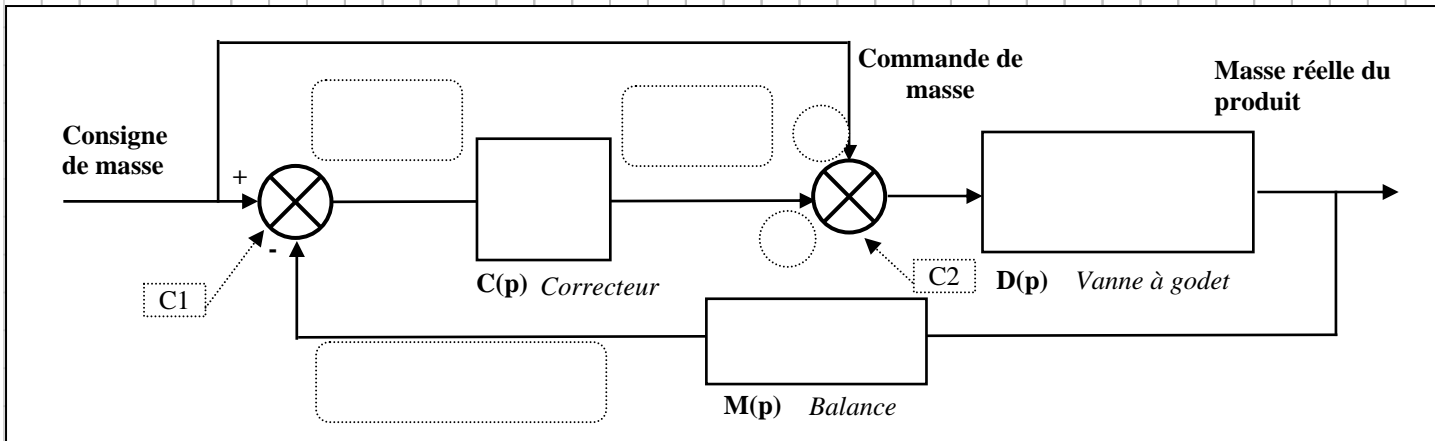 Commande de
masse
Masse réelle du
produit
Consigne
de masse
+
-
C1
C(p) Correcteur
C2
D(p) Vanne à godet
M(p) Balance